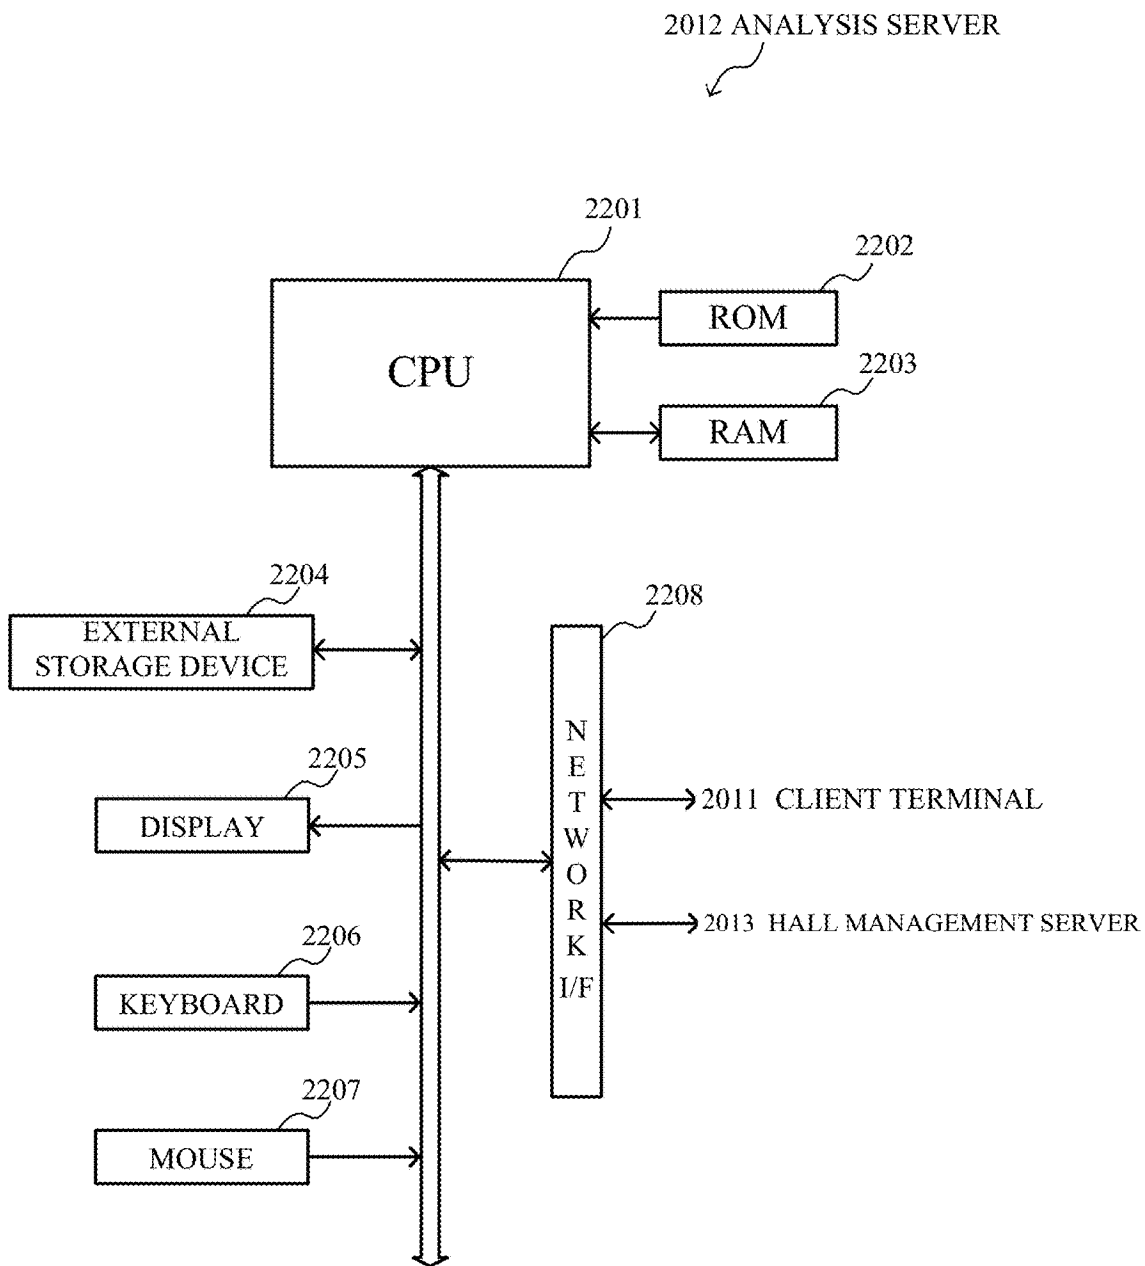 2012 ANALYSIS SERVER
2201
2202
CPU
ROM
2203
RAM
2204
EXTERNAL
STORAGE DEVICE
2208
NETWORK
I/F
2205
DISPLAY
2011 CLIENT TERMINAL
2206
KEYBOARD
2013 HALL MANAGEMENT SERVER
2207
MOUSE